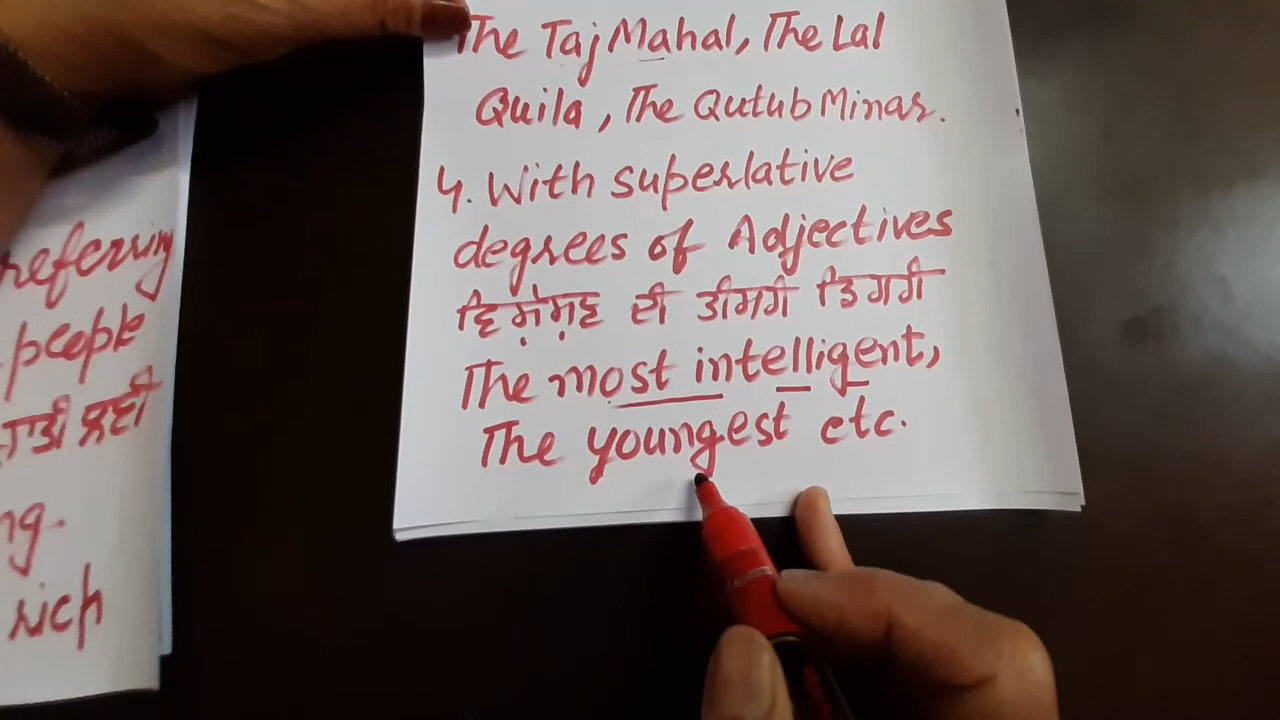 The Taj Mahal, The Lal
Quila, The Qutub Minar.
4. With superlative
degrees of Adjectives
ਵਿਸ਼ੇਸ਼ਣ ਦੀ ਤੀਸਰੀ ਡਿਗਰੀ
The most intelligent,
The youngest etc.
referring
people
ng.
rich